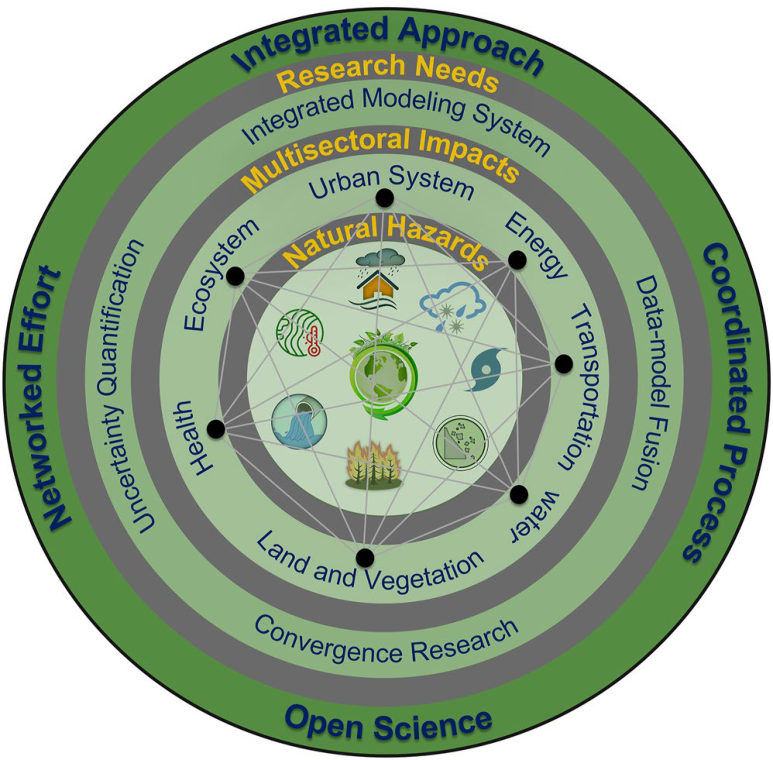 Integrated Approach
Research Needs
Integrated Modeling System
Multisectoral Impacts
Urban System
Natural Hazards
Ecosystem
Energy
Networked Effort
Uncertainty Quantification
Health
Transportation
Data-model Fusion
Coordinated Process
water
Land and Vegetation
Convergence Research
Open Science